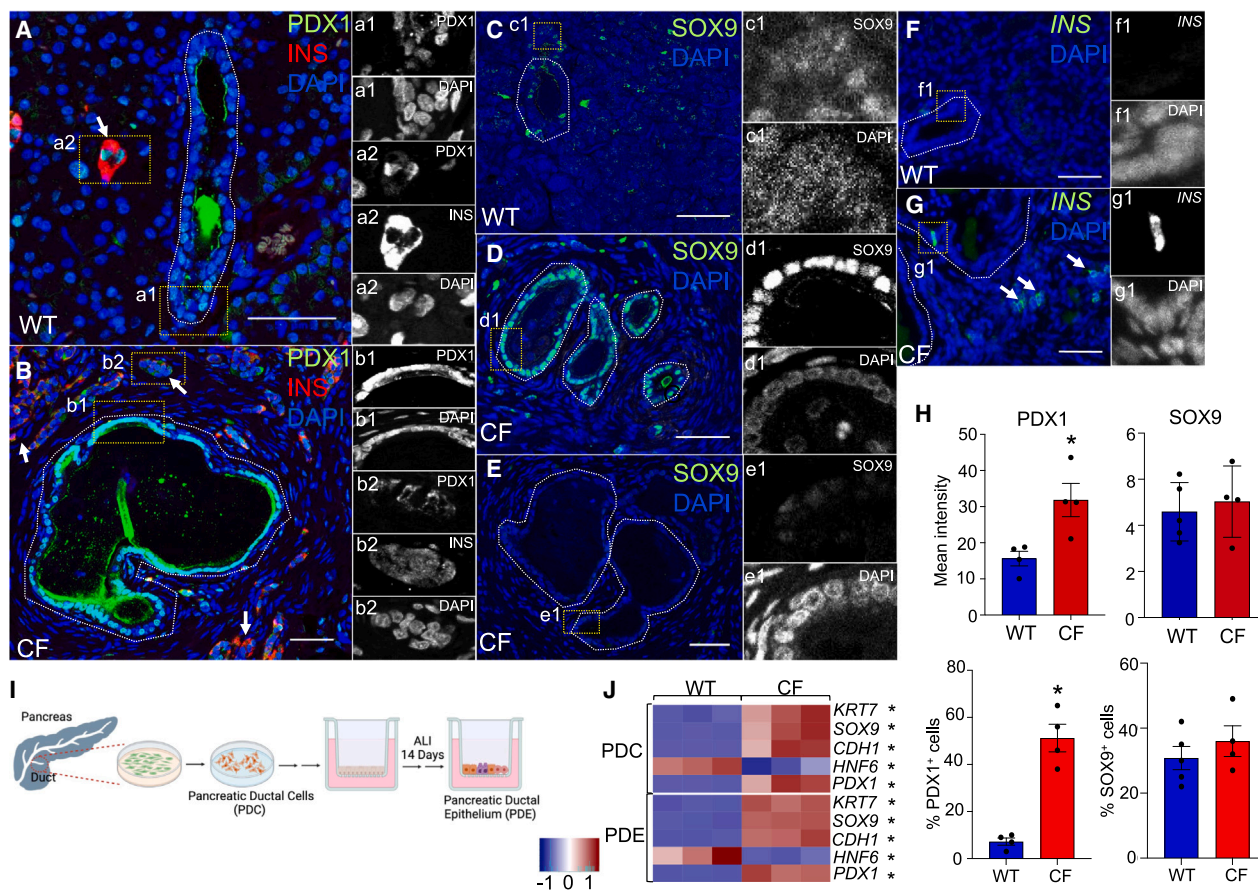 A
PDX1
INS
DAPI
a2
a1
WT
a1
PDX1
a1
DAPI
a2
PDX1
a2
INS
a2
DAPI
B
PDX1
INS
DAPI
b2
b1
CF
b1
PDX1
b1
DAPI
b2
PDX1
b2
INS
b2
DAPI
C
SOX9
DAPI
c1
WT
c1
SOX9
c1
DAPI
D
SOX9
DAPI
d1
CF
d1
SOX9
d1
DAPI
E
SOX9
DAPI
e1
CF
e1
SOX9
e1
DAPI
F
INS
DAPI
f1
WT
f1
INS
f1
DAPI
G
INS
DAPI
g1
CF
g1
INS
g1
DAPI
H
PDX1
Mean intensity
50
40
30
20
10
0
*
WT
CF
SOX9
6
8
4
2
0
WT
CF
% PDX1+ cells
80
60
40
20
0
*
WT
CF
% SOX9+ cells
60
40
20
0
WT
CF
I
Pancreas
Duct
Pancreatic Ductal Cells
(PDC)
ALI
14 Days
Pancreatic Ductal
Epithelium (PDE)
J
WT
CF
PDC
KRT7 *
SOX9 *
CDH1 *
HNF6 *
PDX1 *
PDE
KRT7 *
SOX9 *
CDH1 *
HNF6 *
PDX1 *
-1 0 1